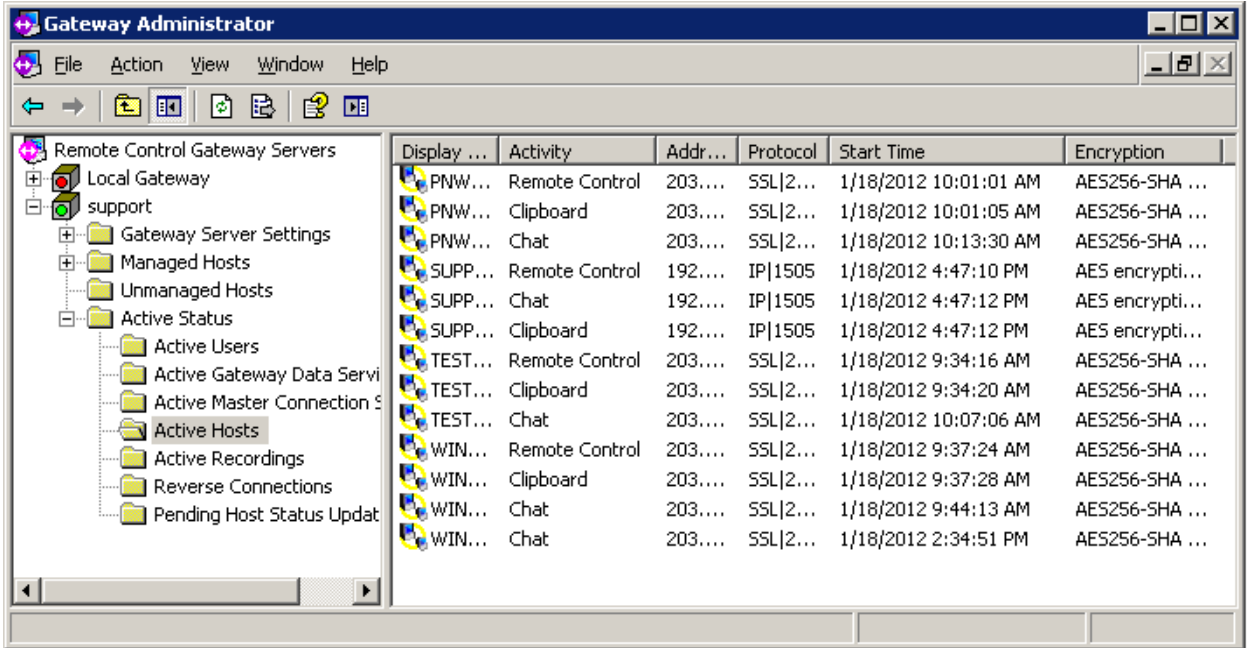 Gateway Administrator
File Action View Window Help
Remote Control Gateway Servers
Local Gateway
support
Gateway Server Settings
Managed Hosts
Unmanaged Hosts
Active Status
Active Users
Active Gateway Data Servi
Active Master Connection S
Active Hosts
Active Recordings
Reverse Connections
Pending Host Status Updat
Display ... Activity Addr... Protocol Start Time Encryption
PNW... Remote Control 203.... SSL|2... 1/18/2012 10:01:01 AM AES256-SHA ...
PNW... Clipboard 203.... SSL|2... 1/18/2012 10:01:05 AM AES256-SHA ...
PNW... Chat 203.... SSL|2... 1/18/2012 10:13:30 AM AES256-SHA ...
SUPP... Remote Control 192.... IP|1505 1/18/2012 4:47:10 PM AES encrypti...
SUPP... Chat 192.... IP|1505 1/18/2012 4:47:12 PM AES encrypti...
SUPP... Clipboard 192.... IP|1505 1/18/2012 4:47:12 PM AES encrypti...
TEST... Remote Control 203.... SSL|2... 1/18/2012 9:34:16 AM AES256-SHA ...
TEST... Clipboard 203.... SSL|2... 1/18/2012 9:34:20 AM AES256-SHA ...
TEST... Chat 203.... SSL|2... 1/18/2012 10:07:06 AM AES256-SHA ...
WIN... Remote Control 203.... SSL|2... 1/18/2012 9:37:24 AM AES256-SHA ...
WIN... Clipboard 203.... SSL|2... 1/18/2012 9:37:28 AM AES256-SHA ...
WIN... Chat 203.... SSL|2... 1/18/2012 9:44:13 AM AES256-SHA ...
WIN... Chat 203.... SSL|2... 1/18/2012 2:34:51 PM AES256-SHA ...